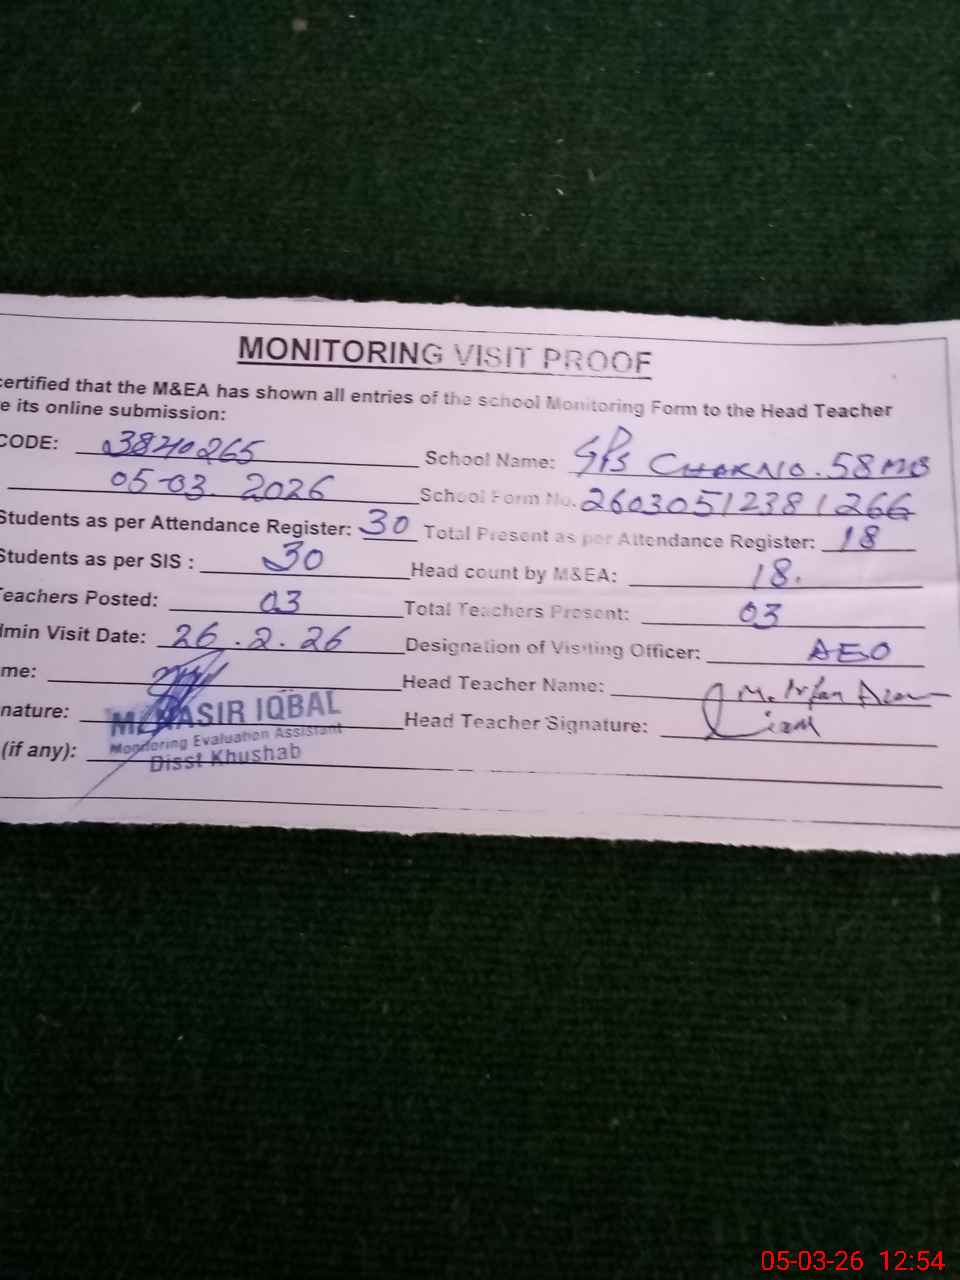 MONITORING VISIT PROOF
certified that the M&EA has shown all entries of the school Monitoring Form to the Head Teacher
e its online submission:
CODE: 3840265 School Name: GPS CHAK NO. 58 MB
05-03. 2026 School Form No. 26030512381266
Students as per Attendance Register: 30 Total Present as per Attendance Register: 18
Students as per SIS : 30 Head count by M&EA: 18.
Teachers Posted: 03 Total Teachers Present: 03
dmin Visit Date: 26.2.26 Designation of Visiting Officer: AEO
me: Head Teacher Name: M. Irfan
nature: NASIR IQBAL Head Teacher Signature:
Monitoring Evaluation Assistant
(if any): Disst Khushab
05-03-26 12:54